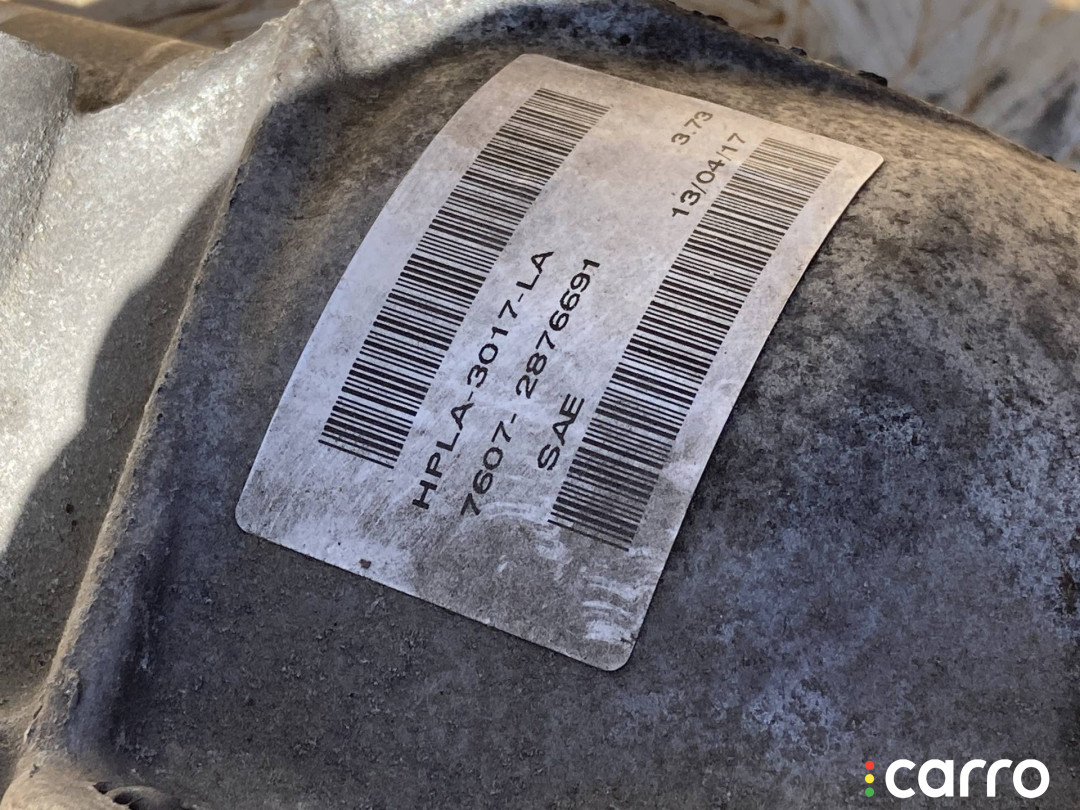 3.73
13/04/17
HPLA-3017-LA
7607- 2876691
SAE
carro